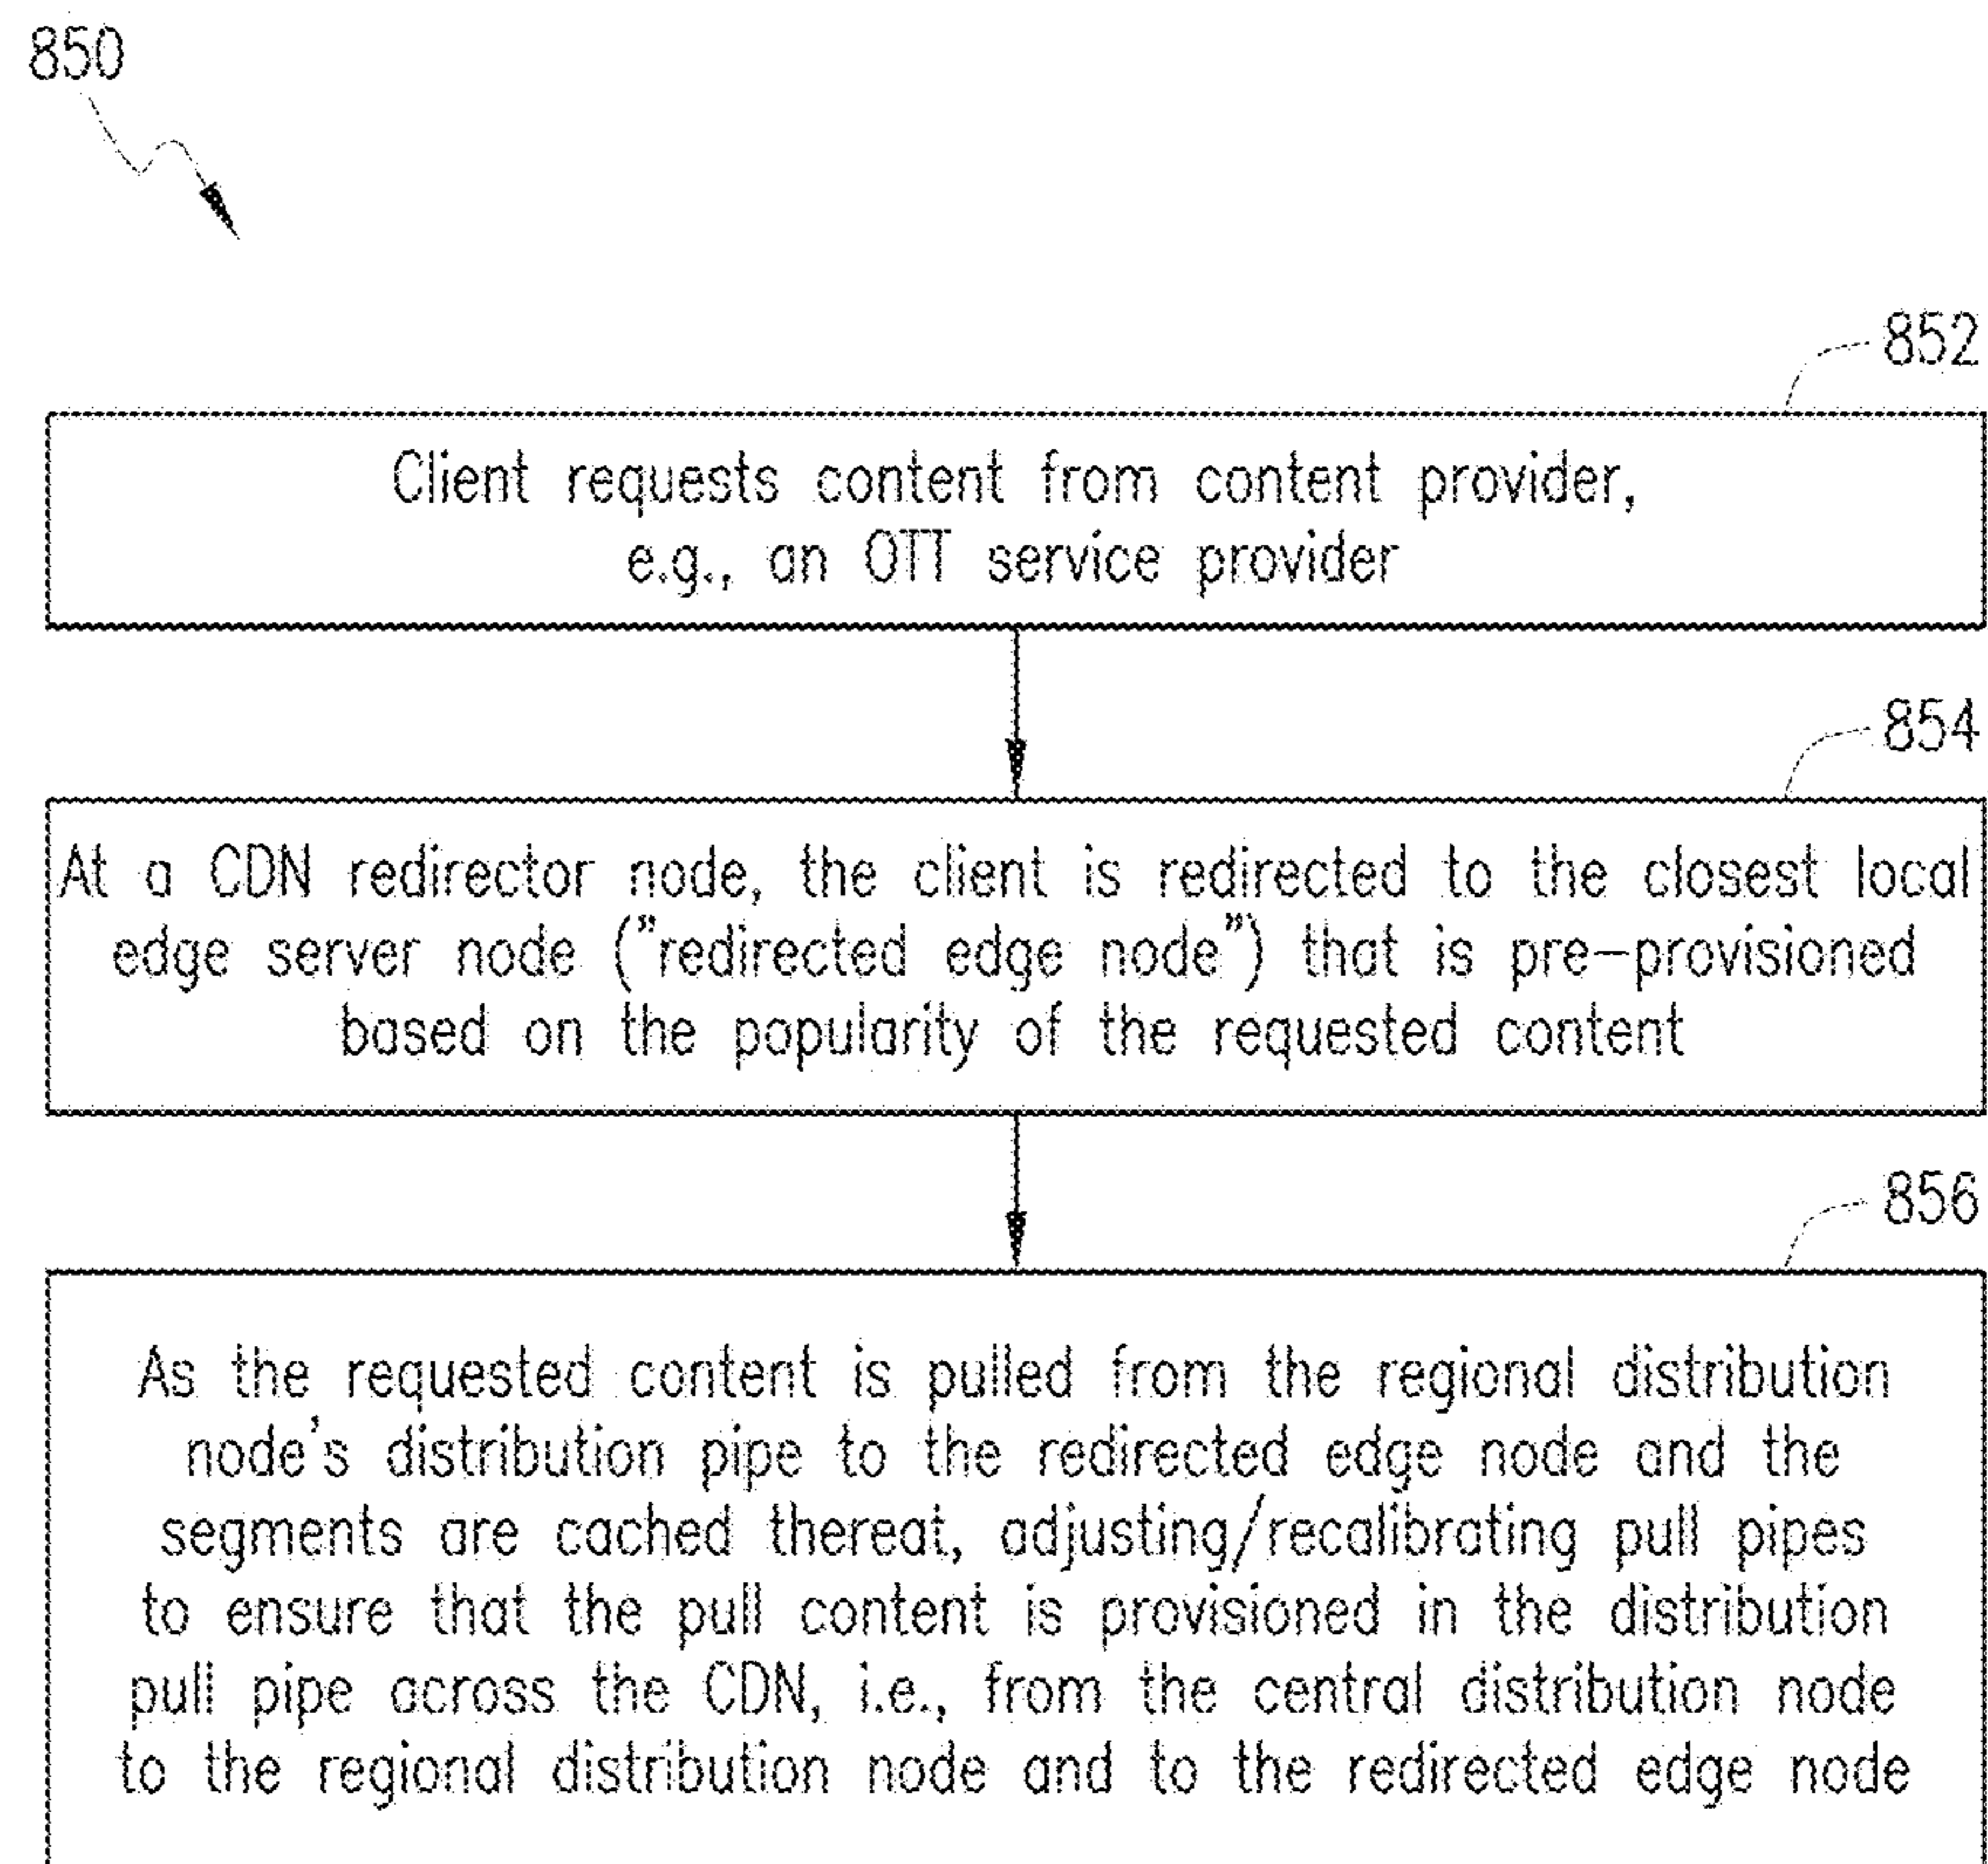 850
852
Client requests content from content provider,
e.g., an OTT service provider
854
At a CDN redirector node, the client is redirected to the closest local
edge server node ("redirected edge node") that is pre-provisioned
based on the popularity of the requested content
856
As the requested content is pulled from the regional distribution
node's distribution pipe to the redirected edge node and the
segments are cached thereat, adjusting/recalibrating pull pipes
to ensure that the pull content is provisioned in the distribution
pull pipe across the CDN, i.e., from the central distribution node
to the regional distribution node and to the redirected edge node